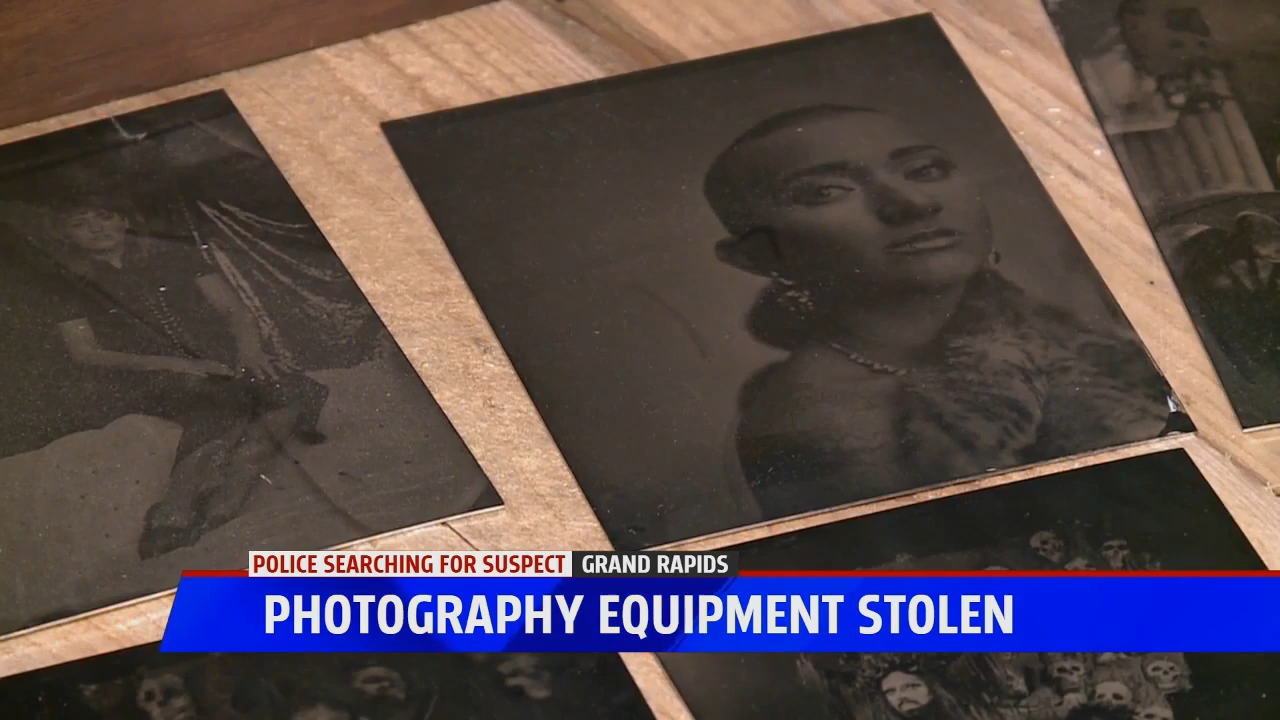 POLICE SEARCHING FOR SUSPECT GRAND RAPIDS
PHOTOGRAPHY EQUIPMENT STOLEN